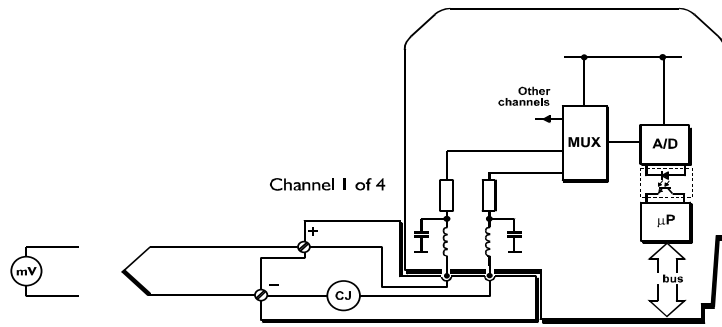 Other
channels
MUX
A/D
Channel 1 of 4
µP
+
mV
−
CJ
bus